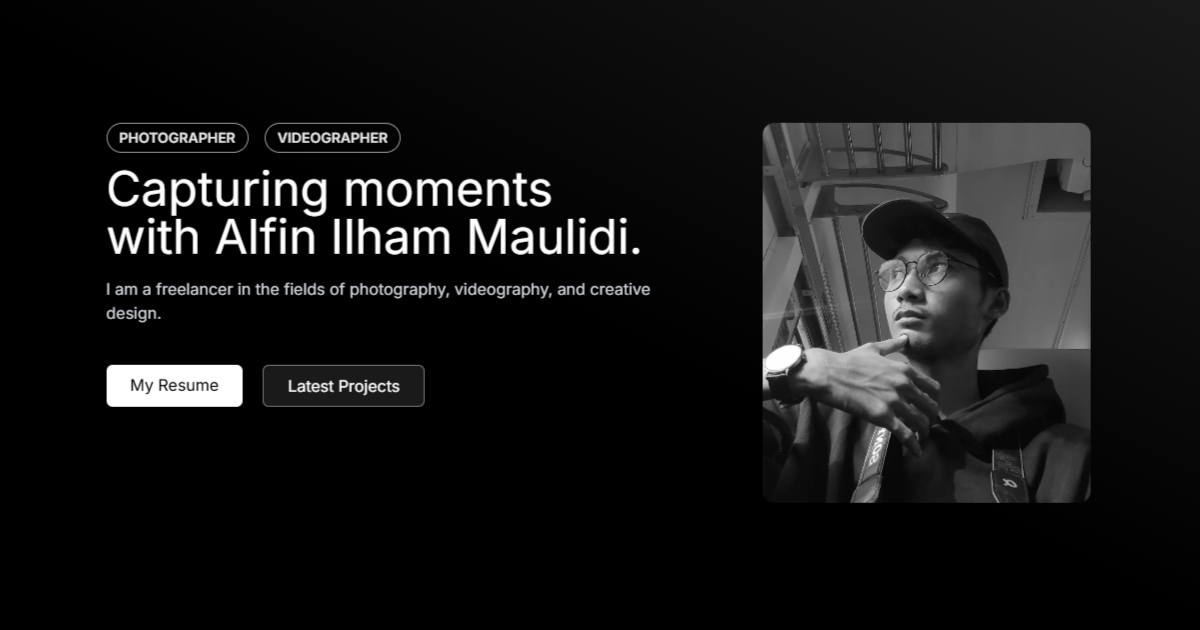 PHOTOGRAPHER VIDEOGRAPHER
Capturing moments
with Alfin Ilham Maulidi.
I am a freelancer in the fields of photography, videography, and creative
design.
My Resume Latest Projects